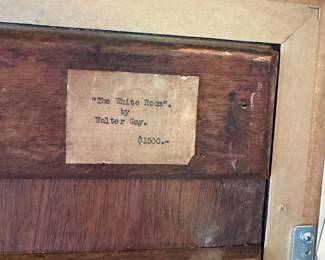 "The White Room".
by
Walter Gay.
$1500.-